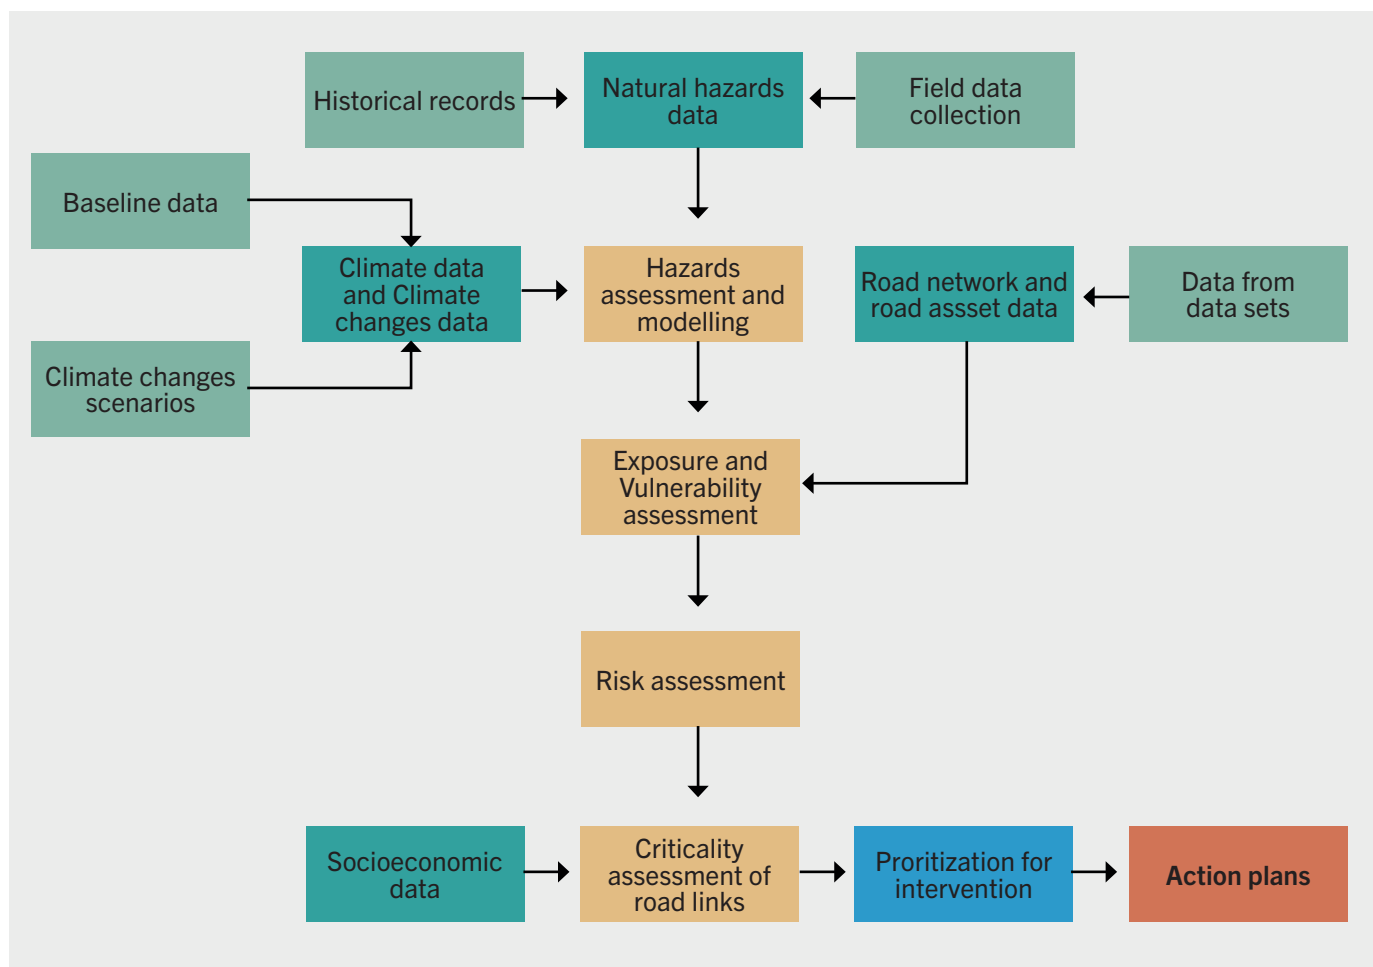 Historical records
Natural hazards
data
Field data
collection
Baseline data
Climate data
and Climate
changes data
Hazards
assessment and
modelling
Road network and
road assset data
Data from
data sets
Climate changes
scenarios
Exposure and
Vulnerability
assessment
Risk assessment
Socioeconomic
data
Criticality
assessment of
road links
Proritization for
intervention
Action plans